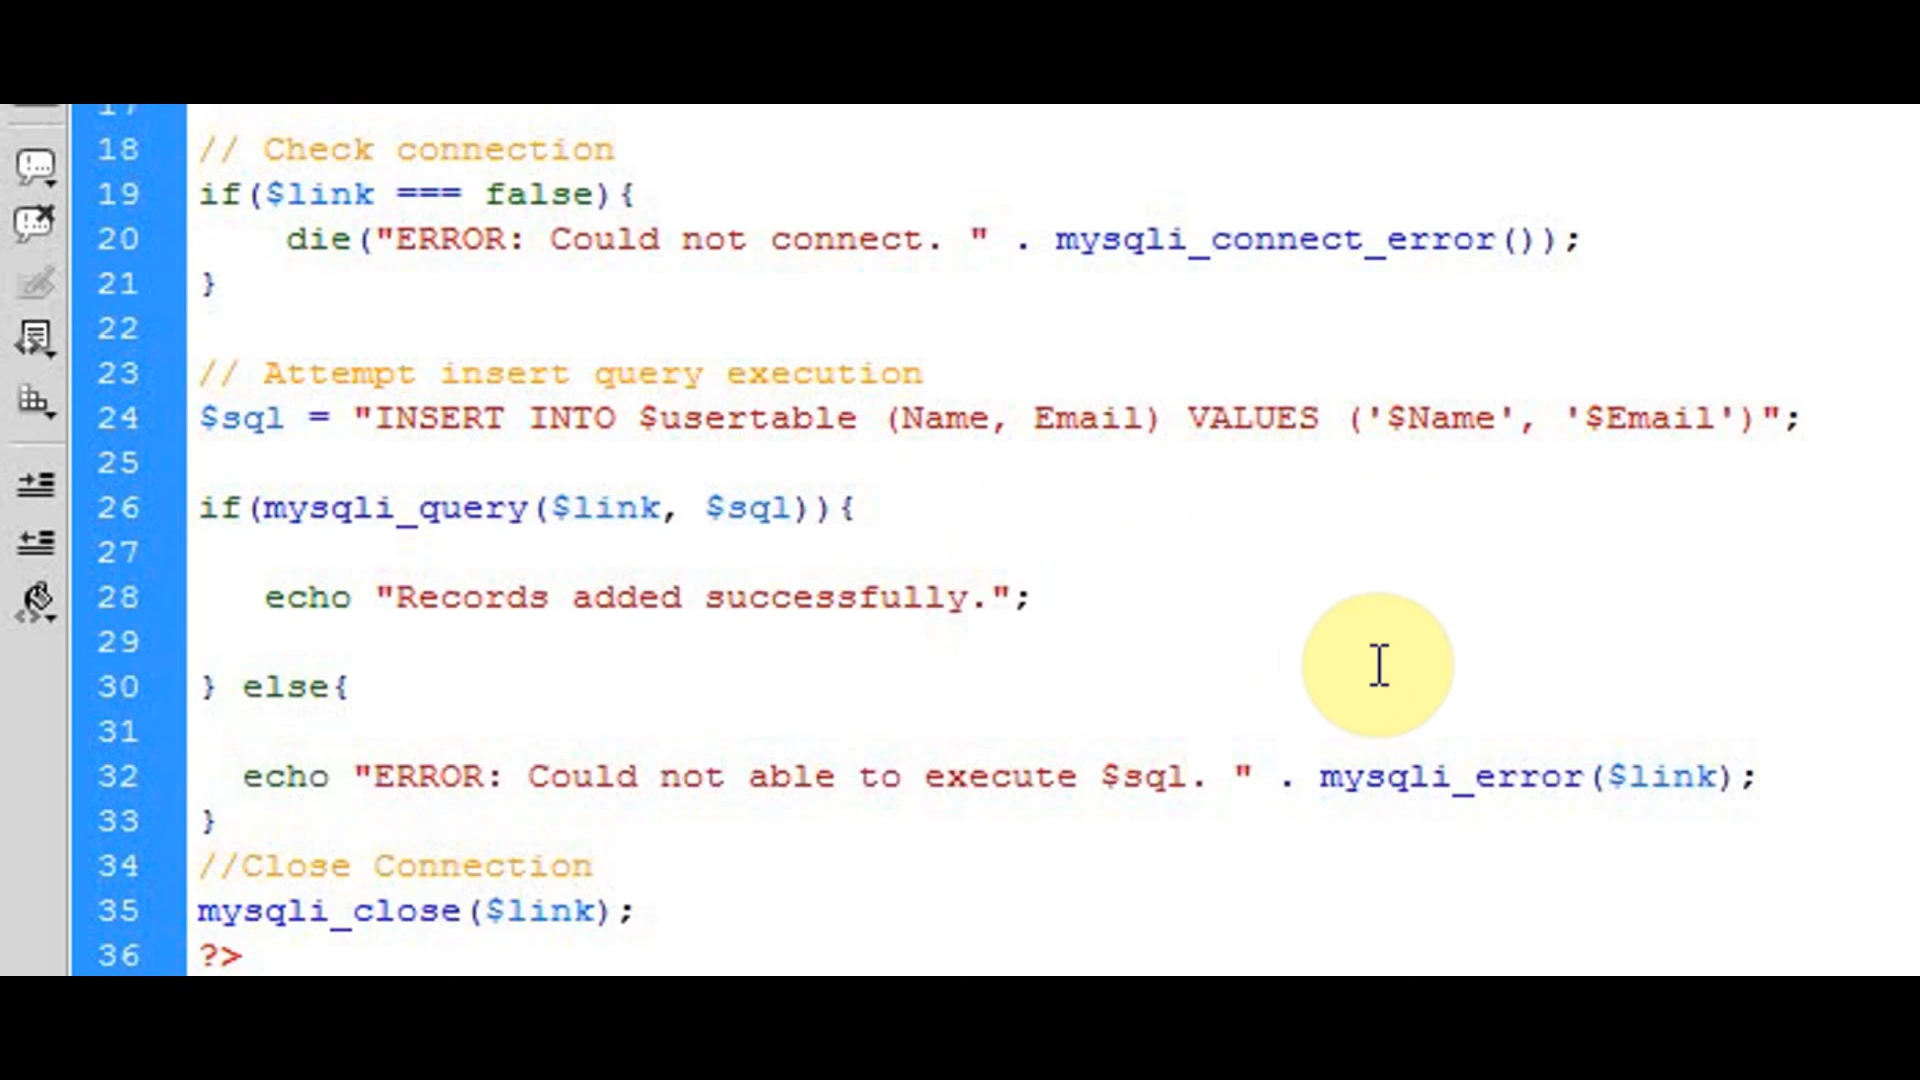 17
18 // Check connection
19 if($link === false){
20 die("ERROR: Could not connect. " . mysqli_connect_error());
21 }
22
23 // Attempt insert query execution
24 $sql = "INSERT INTO $usertable (Name, Email) VALUES ('$Name', '$Email')";
25
26 if(mysqli_query($link, $sql)){
27
28 echo "Records added successfully.";
29
30 } else{
31
32 echo "ERROR: Could not able to execute $sql. " . mysqli_error($link);
33 }
34 //Close Connection
35 mysqli_close($link);
36 ?>